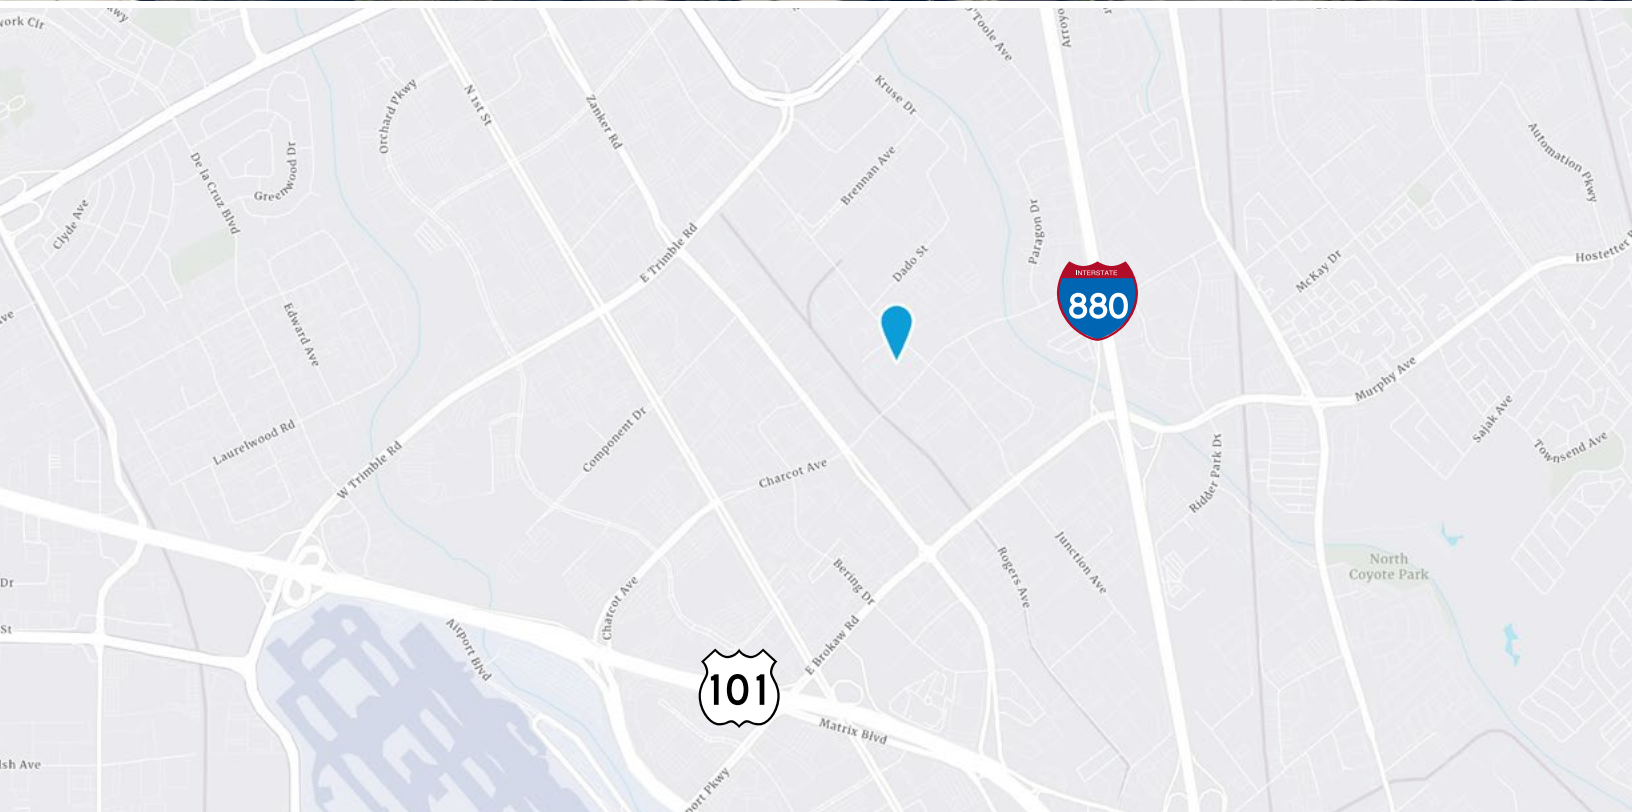 work Cir
O'Toole Ave
Arroyo
Kruse Dr
Orchard Pkwy
N 1st St
Zanker Rd
Automation Pkwy
De la Cruz Blvd
Greenwood Dr
Brennan Ave
Clyde Ave
Paragon Dr
E Trimble Rd
Dado St
McKay Dr
Hostetter R
INTERSTATE
880
Edward Ave
Murphy Ave
Sajak Ave
Townsend Ave
Laurelwood Rd
Component Dr
W Trimble Rd
Charcot Ave
Ridder Park Dr
Junction Ave
Rogers Ave
North
Coyote Park
Bering Dr
Dr
Charcot Ave
St
Airport Blvd
E Brokaw Rd
101
Matrix Blvd
lsh Ave
port Pkwy